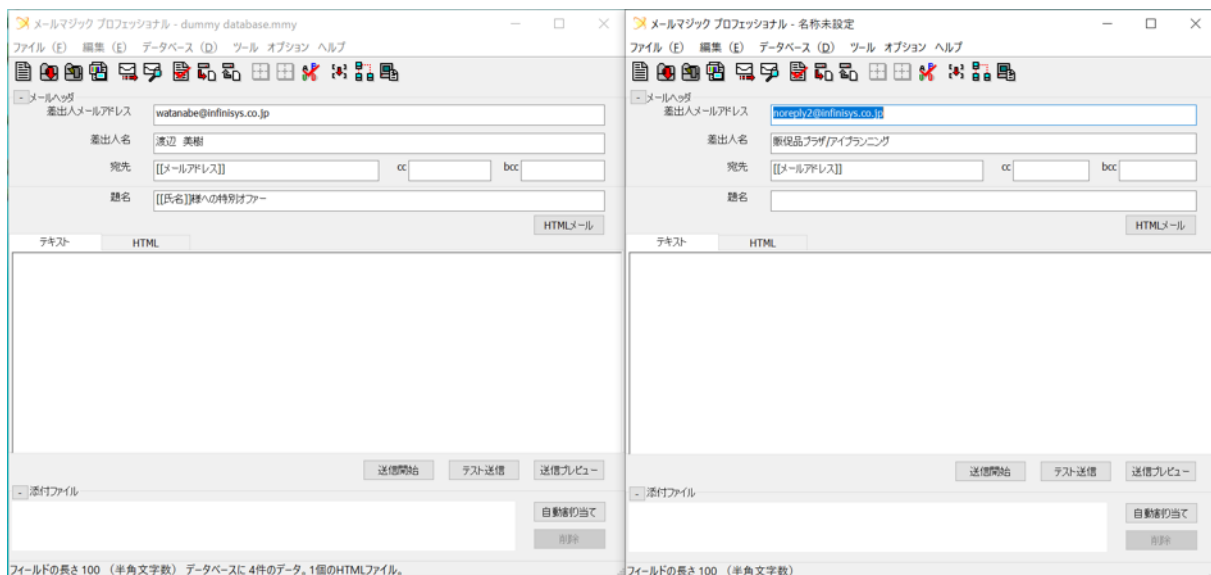 メールマジック プロフェッショナル - dummy database.mmy
ファイル (F) 編集 (E) データベース (D) ツール オプション ヘルプ
メールヘッダ
差出人メールアドレス watanabe@infinisys.co.jp
差出人名 渡辺 美樹
宛先 [[メールアドレス]] cc bcc
題名 [[氏名]]様への特別オファー
HTMLメール
テキスト HTML
送信開始 テスト送信 送信プレビュー
添付ファイル
自動割り当て
削除
フィールドの長さ 100 (半角文字数) データベースに 4件のデータ。1個のHTMLファイル。
メールマジック プロフェッショナル - 名称未設定
ファイル (F) 編集 (E) データベース (D) ツール オプション ヘルプ
メールヘッダ
差出人メールアドレス noreply2@infinisys.co.jp
差出人名 販促品プラザ/アイプランニング
宛先 [[メールアドレス]] cc bcc
題名
HTMLメール
テキスト HTML
送信開始 テスト送信 送信プレビュー
添付ファイル
自動割り当て
削除
フィールドの長さ 100 (半角文字数)